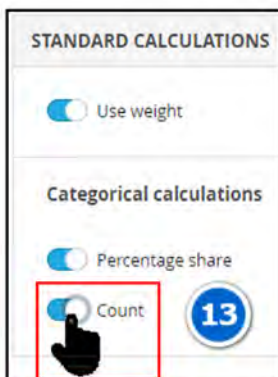 STANDARD CALCULATIONS
Use weight
Categorical calculations
Percentage share
Count
13